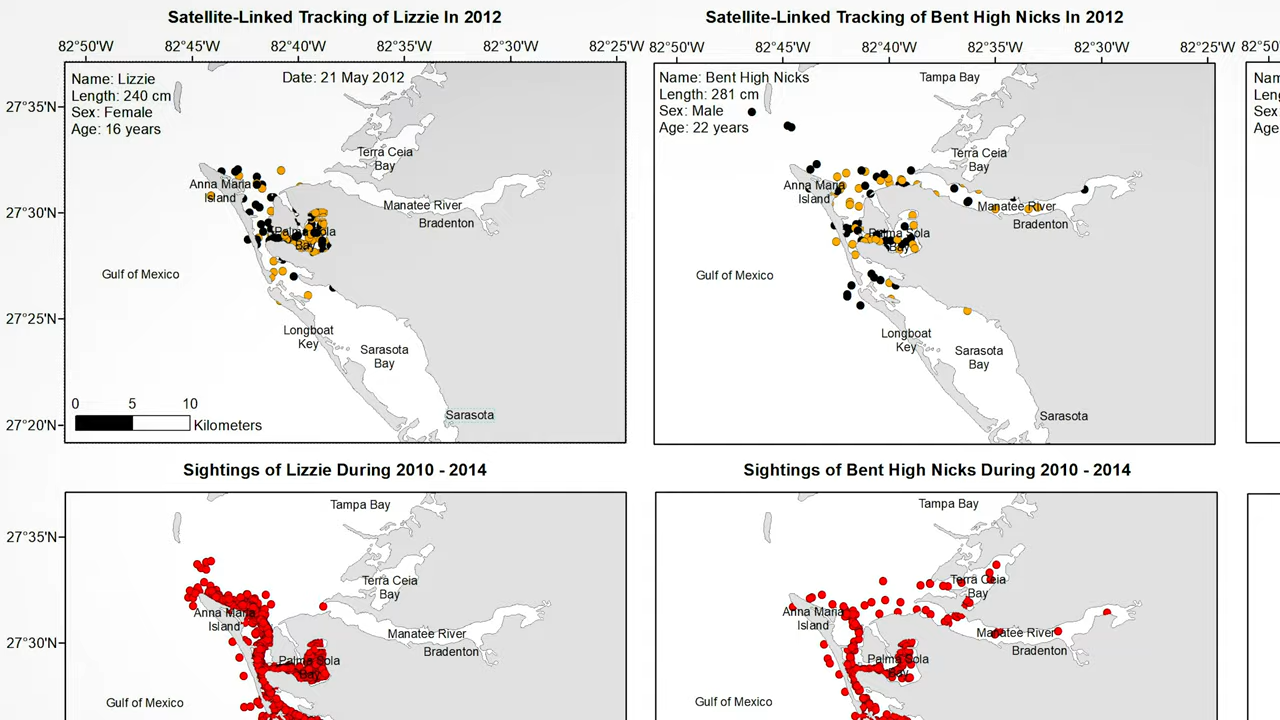 Satellite-Linked Tracking of Lizzie In 2012
82°50'W 82°45'W 82°40'W 82°35'W 82°30'W 82°25'W
Name: Lizzie
Length: 240 cm
Sex: Female
Age: 16 years
Date: 21 May 2012
27°35'N
27°30'N
27°25'N
27°20'N
Terra Ceia
Bay
Anna Maria
Island
Manatee River
Bradenton
Palma Sola
Bay
Gulf of Mexico
Longboat
Key
Sarasota
Bay
Sarasota
0 5 10
Kilometers
Satellite-Linked Tracking of Bent High Nicks In 2012
82°50'W 82°45'W 82°40'W 82°35'W 82°30'W 82°25'W
Name: Bent High Nicks
Length: 281 cm
Sex: Male
Age: 22 years
Tampa Bay
Terra Ceia
Bay
Anna Maria
Island
Manatee River
Bradenton
Palma Sola
Bay
Gulf of Mexico
Longboat
Key
Sarasota
Bay
Sarasota
82°50
Nam
Leng
Sex
Age:
Sightings of Lizzie During 2010 - 2014
27°35'N
27°30'N
Tampa Bay
Terra Ceia
Bay
Anna Maria
Island
Manatee River
Bradenton
Palma Sola
Bay
Gulf of Mexico
Sightings of Bent High Nicks During 2010 - 2014
Tampa Bay
Terra Ceia
Bay
Anna Maria
Island
Manatee River
Bradenton
Palma Sola
Bay
Gulf of Mexico